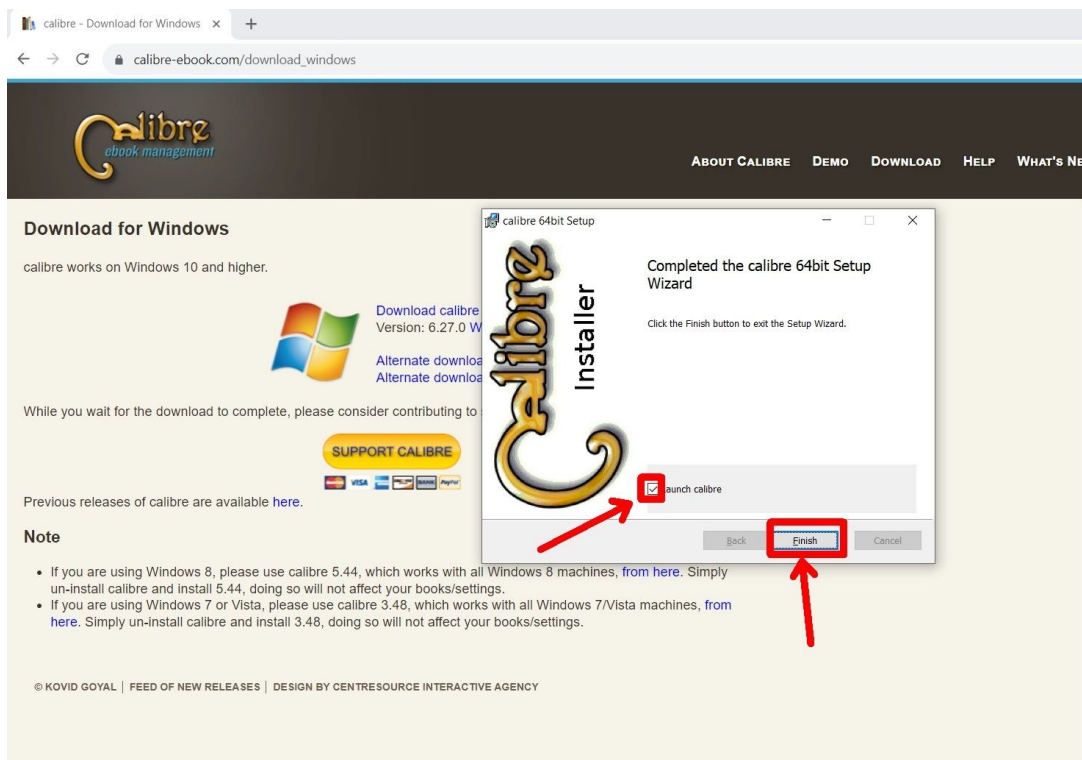 calibre - Download for Windows
calibre-ebook.com/download_windows
Calibre
ebook management
ABOUT CALIBRE DEMO DOWNLOAD HELP WHAT'S NE
Download for Windows
calibre works on Windows 10 and higher.
Download calibre
Version: 6.27.0 W
Alternate downloa
Alternate downloa
While you wait for the download to complete, please consider contributing to
SUPPORT CALIBRE
VISA BANK PayPal
Previous releases of calibre are available here.
Note
If you are using Windows 8, please use calibre 5.44, which works with all Windows 8 machines, from here. Simply
un-install calibre and install 5.44, doing so will not affect your books/settings.
If you are using Windows 7 or Vista, please use calibre 3.48, which works with all Windows 7/Vista machines, from
here. Simply un-install calibre and install 3.48, doing so will not affect your books/settings.
© KOVID GOYAL | FEED OF NEW RELEASES | DESIGN BY CENTRESOURCE INTERACTIVE AGENCY
calibre 64bit Setup
Calibre
Installer
Completed the calibre 64bit Setup
Wizard
Click the Finish button to exit the Setup Wizard.
aunch calibre
Back Finish Cancel